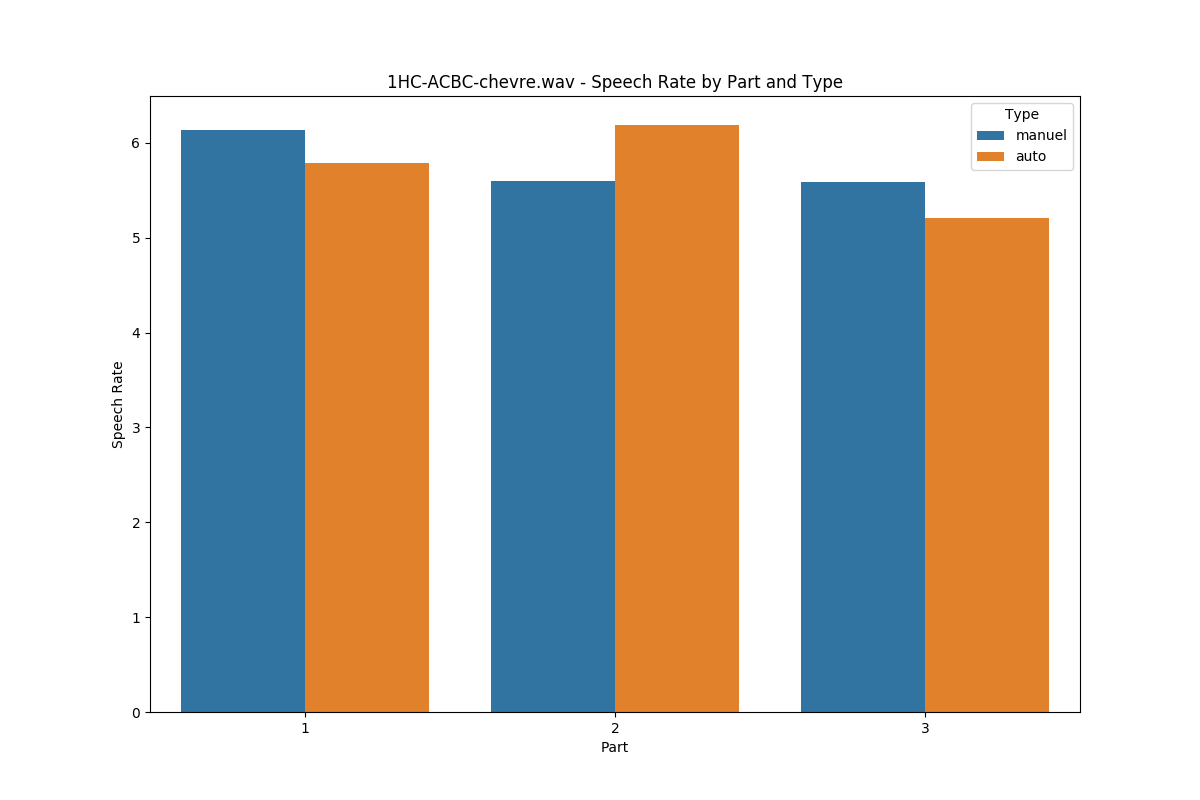 1HC-ACBC-chevre.wav - Speech Rate by Part and Type
Type
manuel
auto
6
5
4
3
2
1
0
Speech Rate
1
2
3
Part